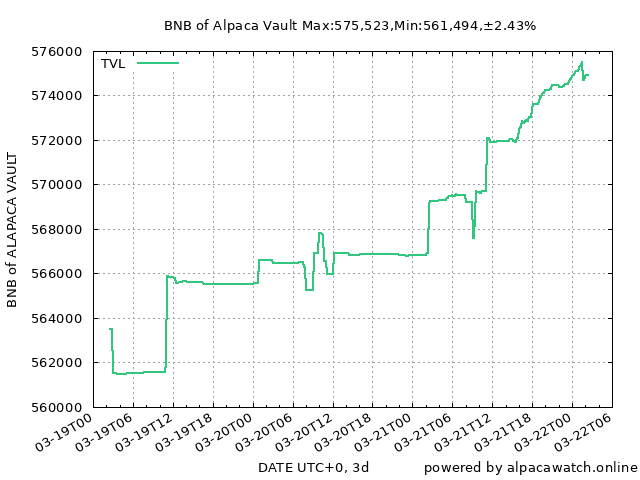 BNB of Alpaca Vault Max:575,523,Min:561,494,±2.43%
TVL
576000
574000
572000
570000
568000
566000
564000
562000
560000
BNB of ALAPACA VAULT
03-19T00
03-19T06
03-19T12
03-19T18
03-20T00
03-20T06
03-20T12
03-20T18
03-21T00
03-21T06
03-21T12
03-21T18
03-22T00
03-22T06
DATE UTC+0, 3d
powered by alpacawatch.online